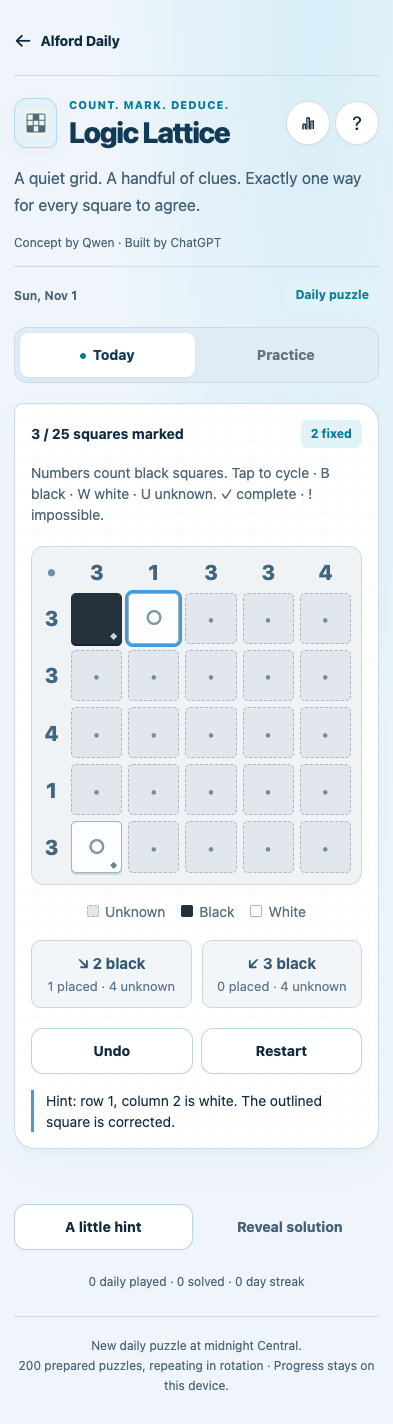 ← Alford Daily
COUNT. MARK. DEDUCE.
Logic Lattice
?
A quiet grid. A handful of clues. Exactly one way
for every square to agree.
Concept by Qwen · Built by ChatGPT
Sun, Nov 1
Daily puzzle
• Today
Practice
3 / 25 squares marked
2 fixed
Numbers count black squares. Tap to cycle · B
black · W white · U unknown. ✓ complete · !
impossible.
3 1 3 3 4
3
3
4
1
3
Unknown Black White
↘ 2 black
1 placed · 4 unknown
↙ 3 black
0 placed · 4 unknown
Undo
Restart
Hint: row 1, column 2 is white. The outlined
square is corrected.
A little hint
Reveal solution
0 daily played · 0 solved · 0 day streak
New daily puzzle at midnight Central.
200 prepared puzzles, repeating in rotation · Progress stays on
this device.